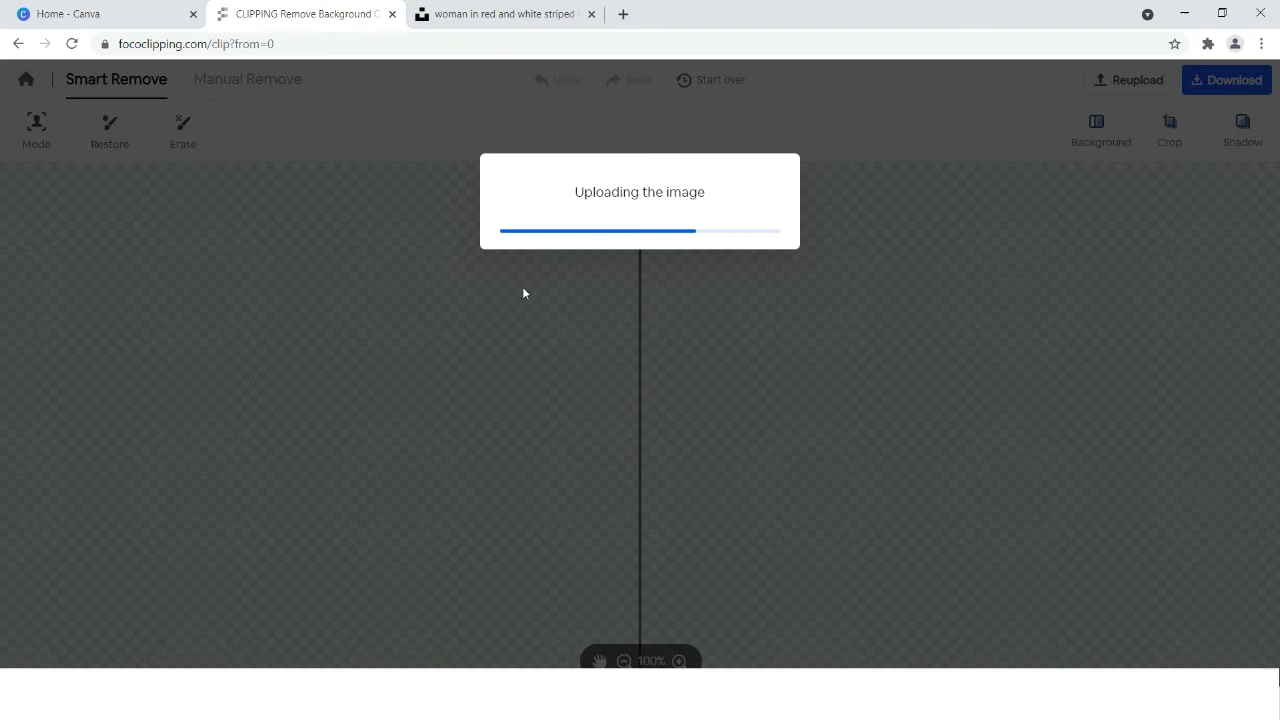 Home - Canva
CLIPPING Remove Background C
woman in red and white striped
fococlipping.com/clip?from=0
Smart Remove
Manual Remove
Undo
Redo
Start over
Reupload
Download
Mode
Restore
Erase
Background
Crop
Shadow
Uploading the image
100%